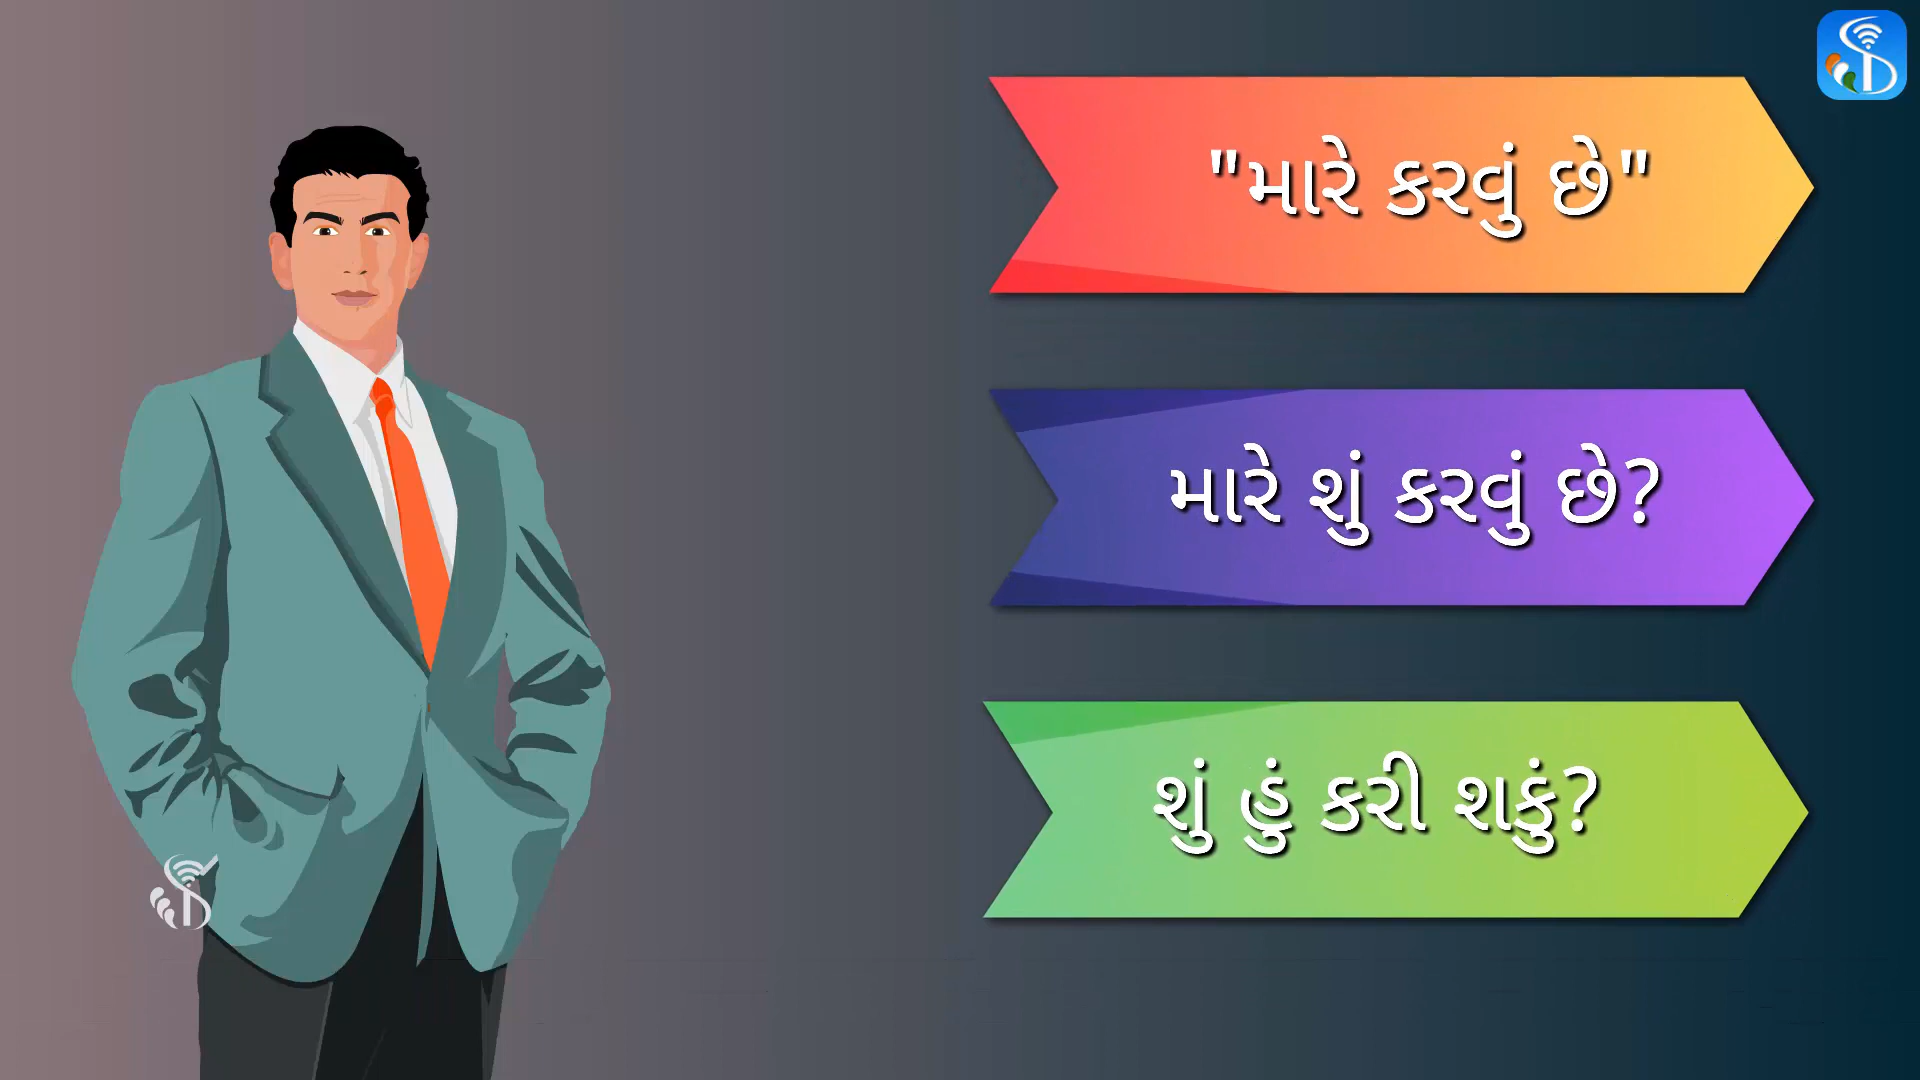 "મારે કરવું છે"
મારે શું કરવું છે?
શું હું કરી શકું?